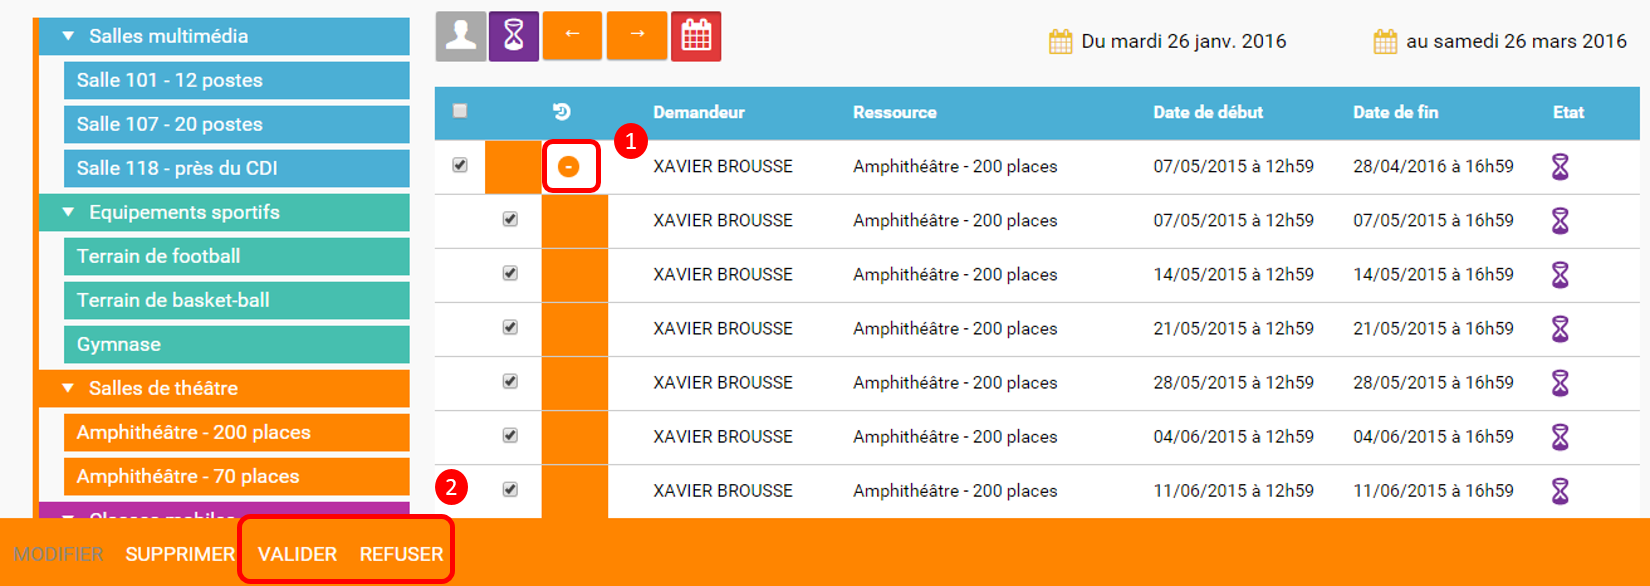 Salles multimédia
Salle 101 - 12 postes
Salle 107 - 20 postes
Salle 118 - près du CDI
Equipements sportifs
Terrain de football
Terrain de basket-ball
Gymnase
Salles de théâtre
Amphithéâtre - 200 places
Amphithéâtre - 70 places
Classes mobiles
← →
Du mardi 26 janv. 2016 au samedi 26 mars 2016
Demandeur Ressource Date de début Date de fin Etat
1
- XAVIER BROUSSE Amphithéâtre - 200 places 07/05/2015 à 12h59 28/04/2016 à 16h59
XAVIER BROUSSE Amphithéâtre - 200 places 07/05/2015 à 12h59 07/05/2015 à 16h59
XAVIER BROUSSE Amphithéâtre - 200 places 14/05/2015 à 12h59 14/05/2015 à 16h59
XAVIER BROUSSE Amphithéâtre - 200 places 21/05/2015 à 12h59 21/05/2015 à 16h59
XAVIER BROUSSE Amphithéâtre - 200 places 28/05/2015 à 12h59 28/05/2015 à 16h59
XAVIER BROUSSE Amphithéâtre - 200 places 04/06/2015 à 12h59 04/06/2015 à 16h59
2
XAVIER BROUSSE Amphithéâtre - 200 places 11/06/2015 à 12h59 11/06/2015 à 16h59
MODIFIER SUPPRIMER VALIDER REFUSER